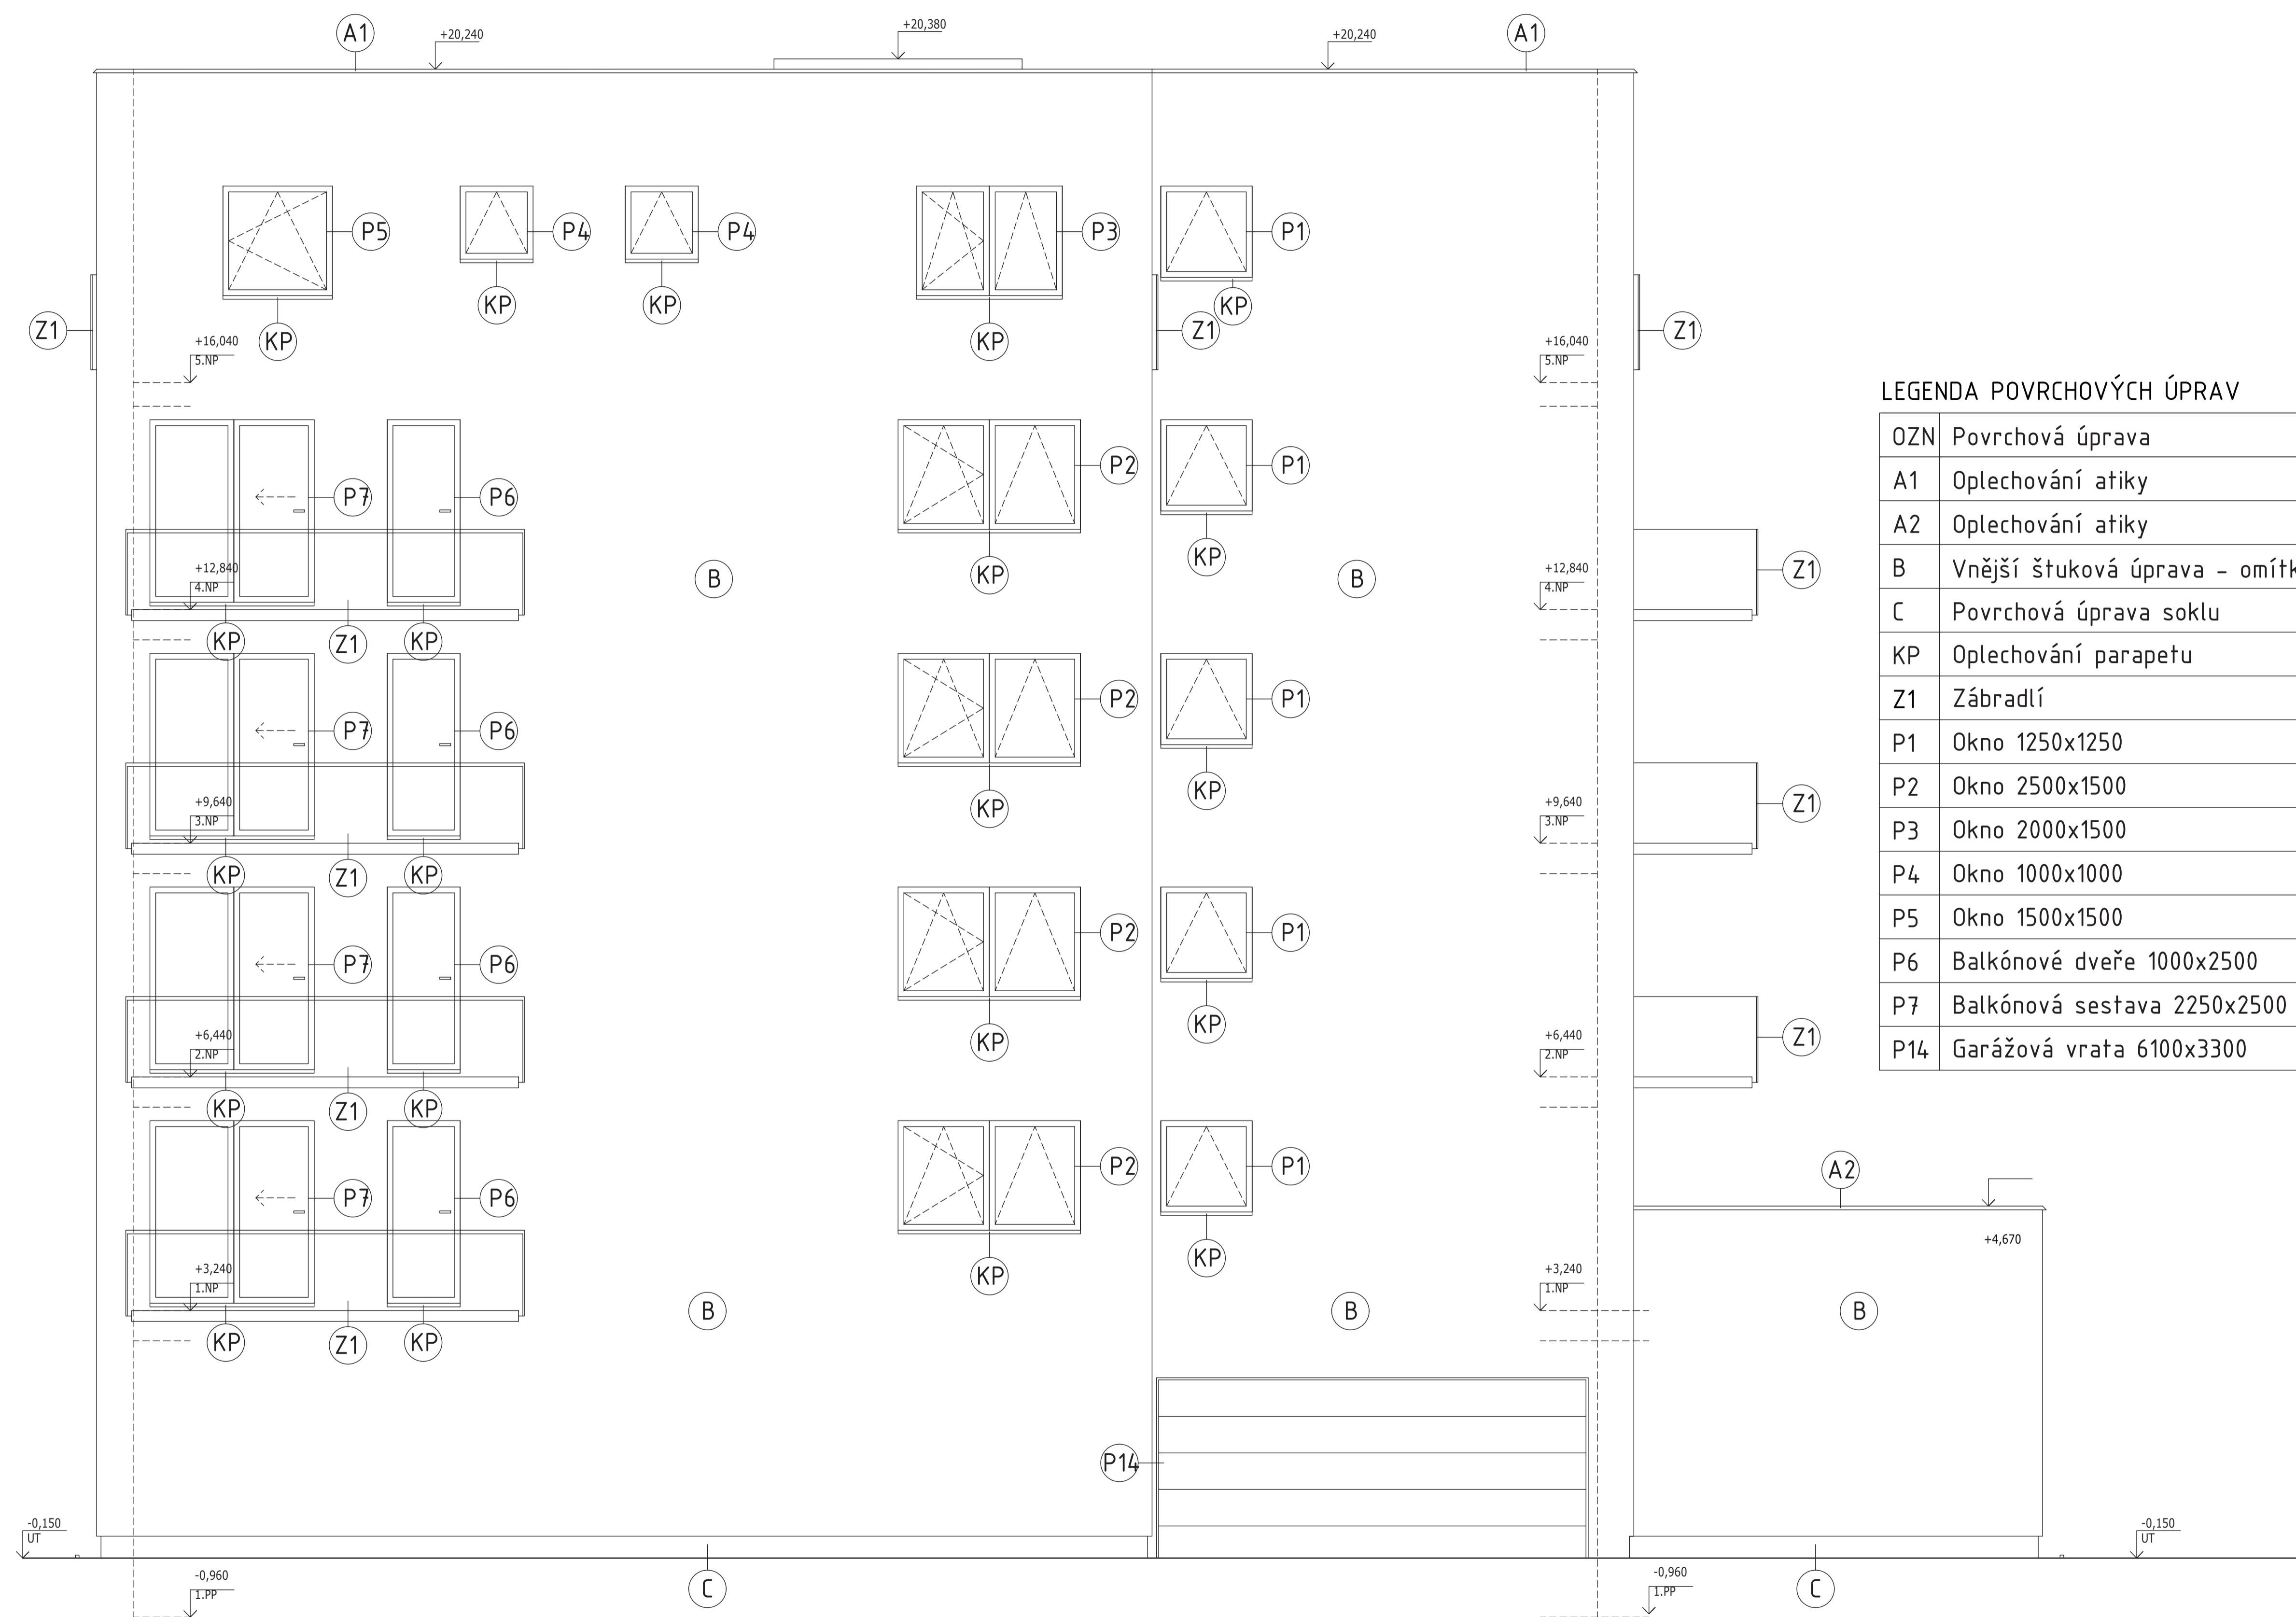 A1
+20,240
+20,380
+20,240
A1
P5
P4
P4
P3
P1
KP
KP
KP
KP
KP
Z1
Z1
Z1
+16,040
5.NP
+16,040
5.NP
P7
P6
P2
P1
KP
KP
+12,840
4.NP
B
B
+12,840
4.NP
Z1
KP
Z1
KP
P7
P6
P2
P1
KP
KP
+9,640
3.NP
+9,640
3.NP
Z1
KP
Z1
KP
P7
P6
P2
P1
KP
KP
+6,440
2.NP
+6,440
2.NP
Z1
KP
Z1
KP
P7
P6
P2
P1
KP
KP
A2
+4,670
+3,240
1.NP
B
B
+3,240
1.NP
B
KP
Z1
KP
P14
-0,150
UT
-0,150
UT
-0,960
1.PP
C
-0,960
1.PP
C
LEGENDA POVRCHOVÝCH ÚPRAV
OZN Povrchová úprava
A1 Oplechování atiky
A2 Oplechování atiky
B Vnější štuková úprava – omítk
C Povrchová úprava soklu
KP Oplechování parapetu
Z1 Zábradlí
P1 Okno 1250x1250
P2 Okno 2500x1500
P3 Okno 2000x1500
P4 Okno 1000x1000
P5 Okno 1500x1500
P6 Balkónové dveře 1000x2500
P7 Balkónová sestava 2250x2500
P14 Garážová vrata 6100x3300